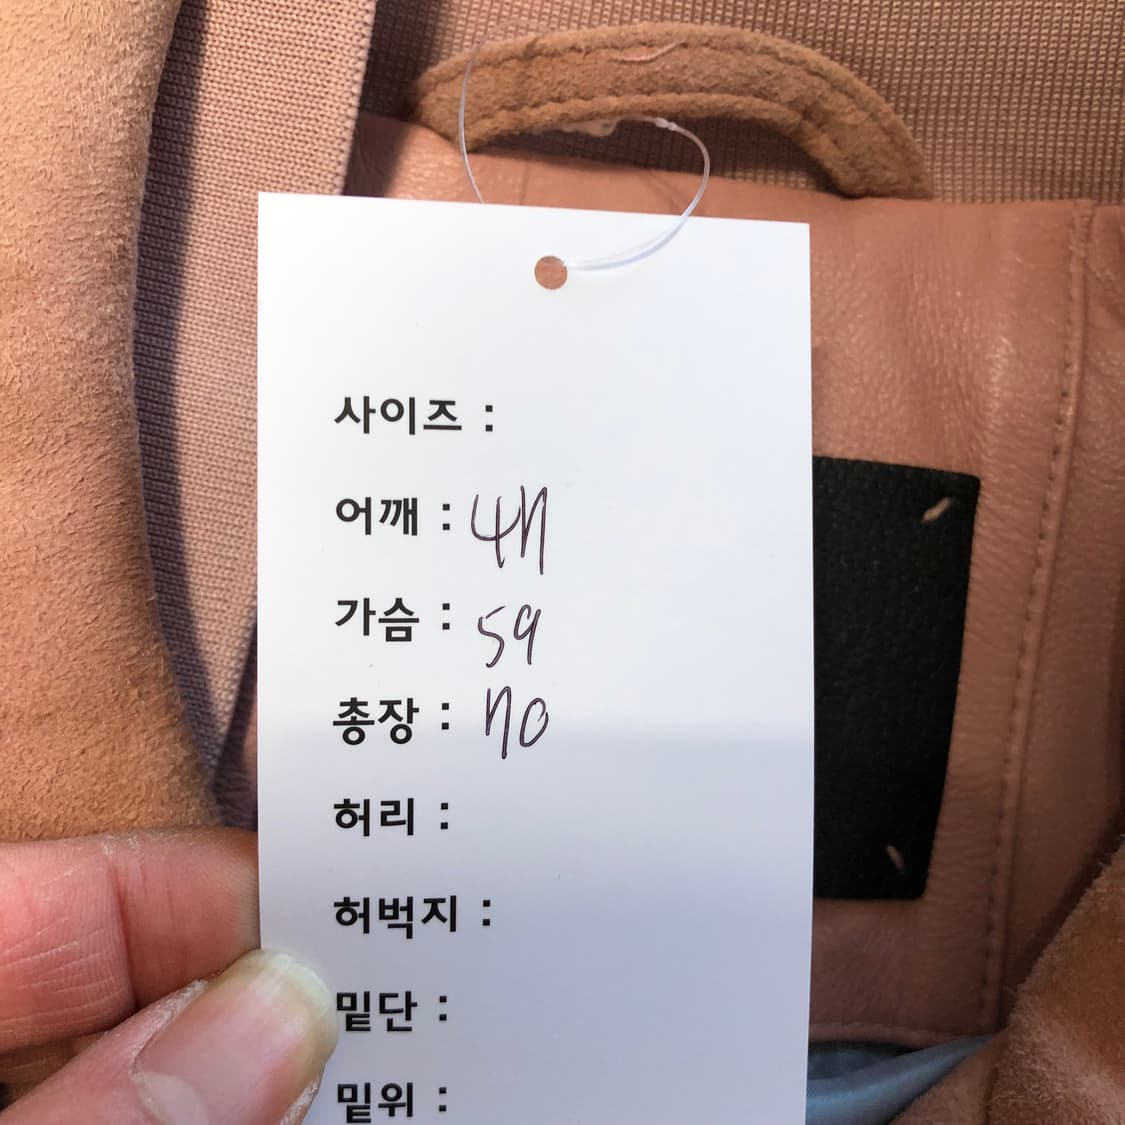 사이즈 :
어깨 : 47
가슴 : 59
총장 : 70
허리 :
허벅지 :
밑단 :
밑위 :